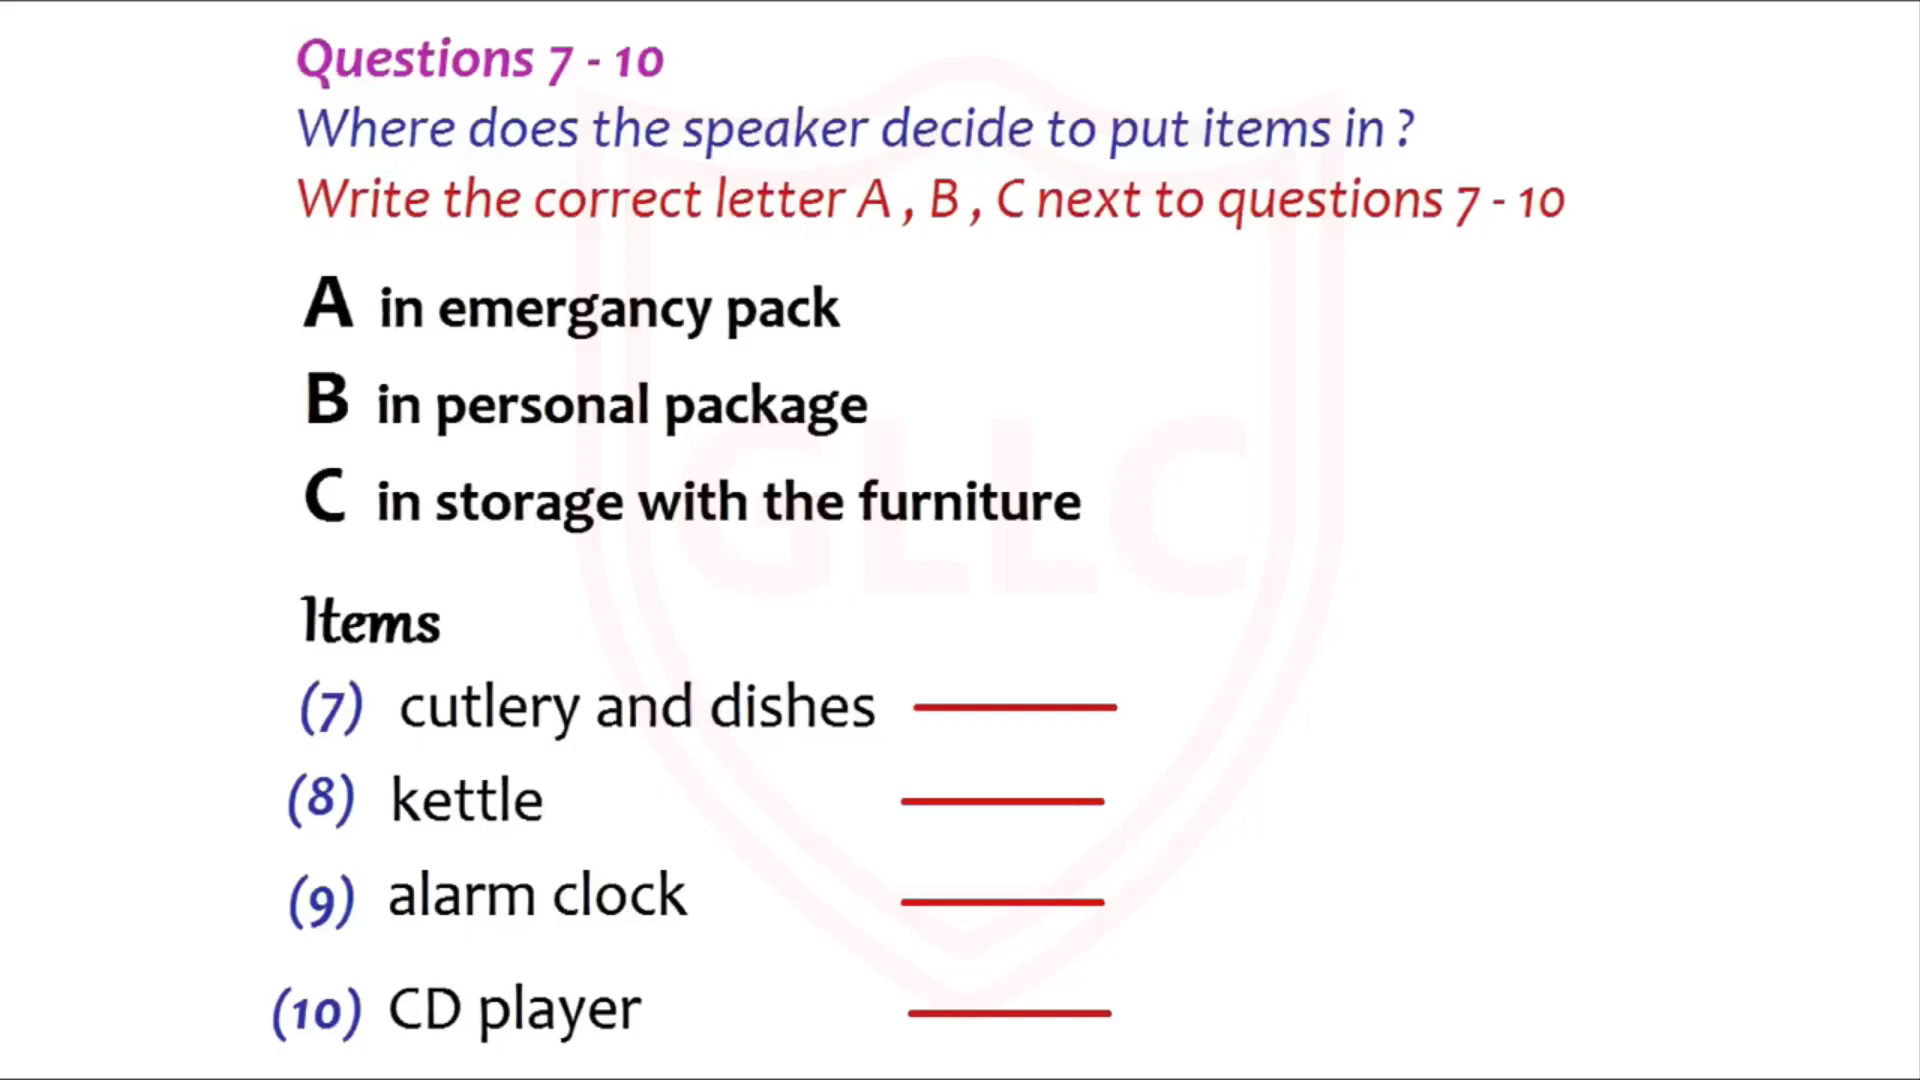 Questions 7 - 10
Where does the speaker decide to put items in ?
Write the correct letter A , B , C next to questions 7 - 10
A in emergancy pack
B in personal package
C in storage with the furniture
GLLC
Items
(7) cutlery and dishes
(8) kettle
(9) alarm clock
(10) CD player